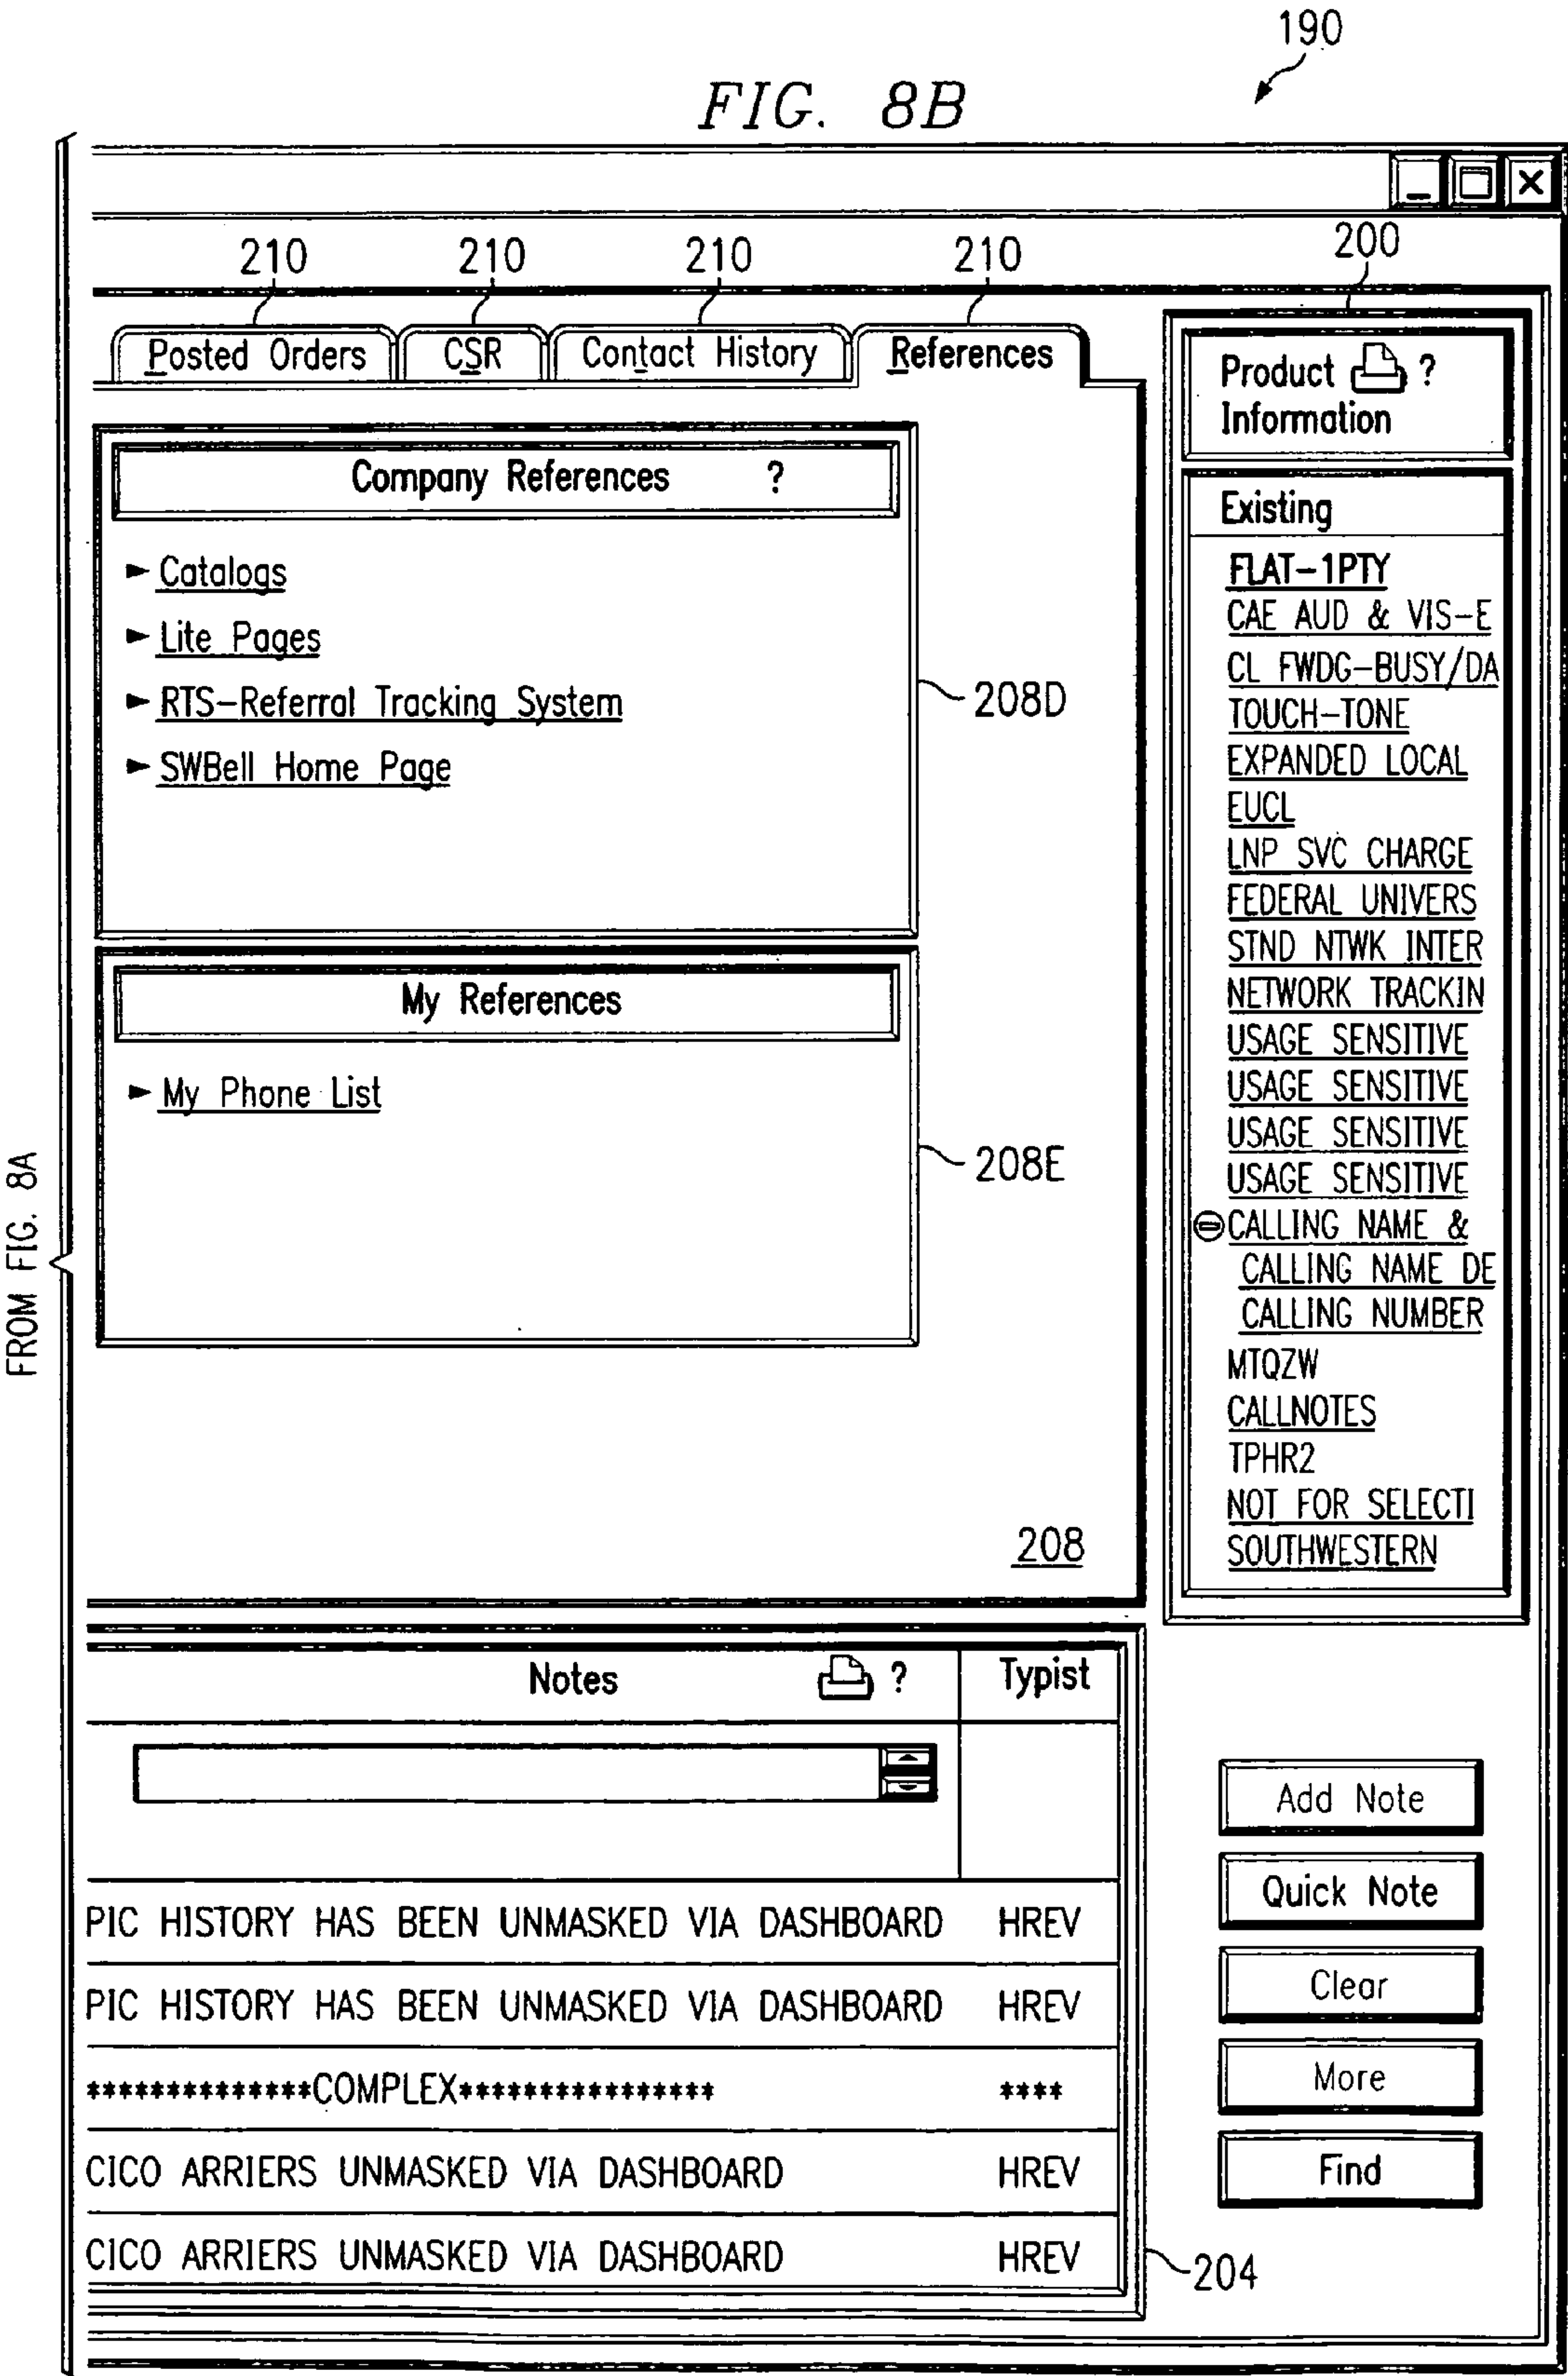 190
FIG. 8B
210 210 210 210 200
Posted Orders CSR Contact History References
Product ?
Information
Company References ?
Catalogs
Lite Pages
RTS-Referral Tracking System
SWBell Home Page
208D
My References
My Phone List
208E
208
Existing
FLAT-1PTY
CAE AUD & VIS-E
CL FWDG-BUSY/DA
TOUCH-TONE
EXPANDED LOCAL
EUCL
LNP SVC CHARGE
FEDERAL UNIVERS
STND NTWK INTER
NETWORK TRACKIN
USAGE SENSITIVE
USAGE SENSITIVE
USAGE SENSITIVE
USAGE SENSITIVE
CALLING NAME &
CALLING NAME DE
CALLING NUMBER
MTQZW
CALLNOTES
TPHR2
NOT FOR SELECTI
SOUTHWESTERN
FROM FIG. 8A
Notes ? Typist
PIC HISTORY HAS BEEN UNMASKED VIA DASHBOARD HREV
PIC HISTORY HAS BEEN UNMASKED VIA DASHBOARD HREV
**************COMPLEX**************** ****
CICO ARRIERS UNMASKED VIA DASHBOARD HREV
CICO ARRIERS UNMASKED VIA DASHBOARD HREV
204
Add Note
Quick Note
Clear
More
Find